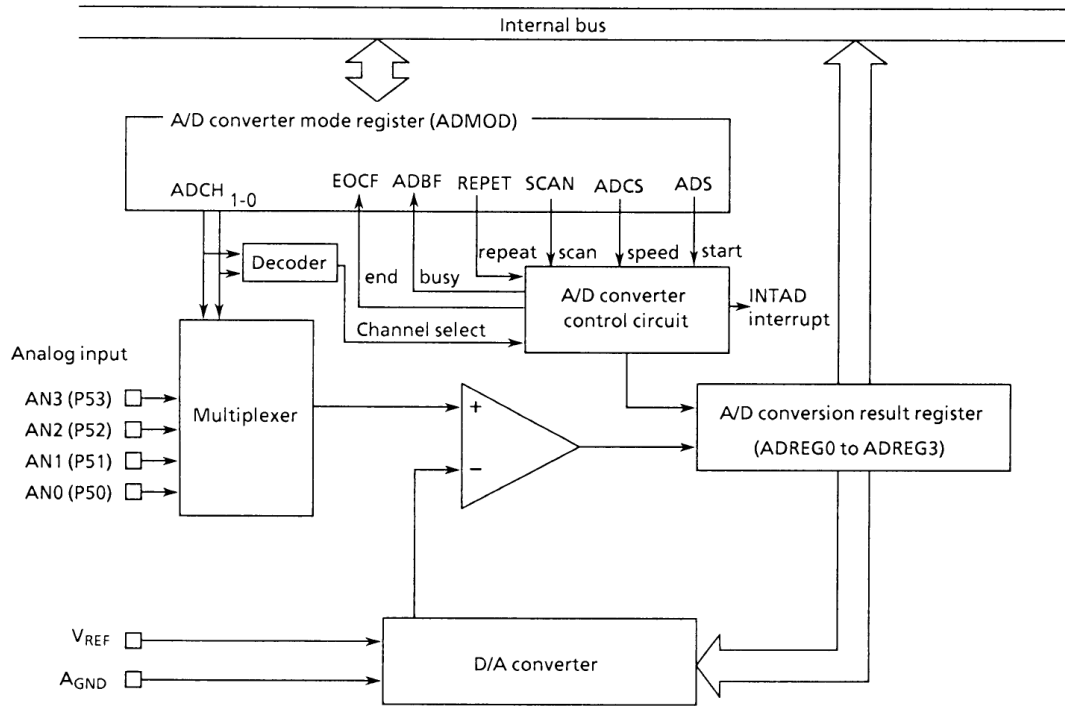 Internal bus
A/D converter mode register (ADMOD)
ADCH 1-0
EOCF ADBF REPET SCAN ADCS ADS
repeat scan speed start
Decoder
end busy
A/D converter
control circuit
INTAD
interrupt
Channel select
Analog input
AN3 (P53)
AN2 (P52)
AN1 (P51)
AN0 (P50)
Multiplexer
+
−
A/D conversion result register
(ADREG0 to ADREG3)
VREF
AGND
D/A converter